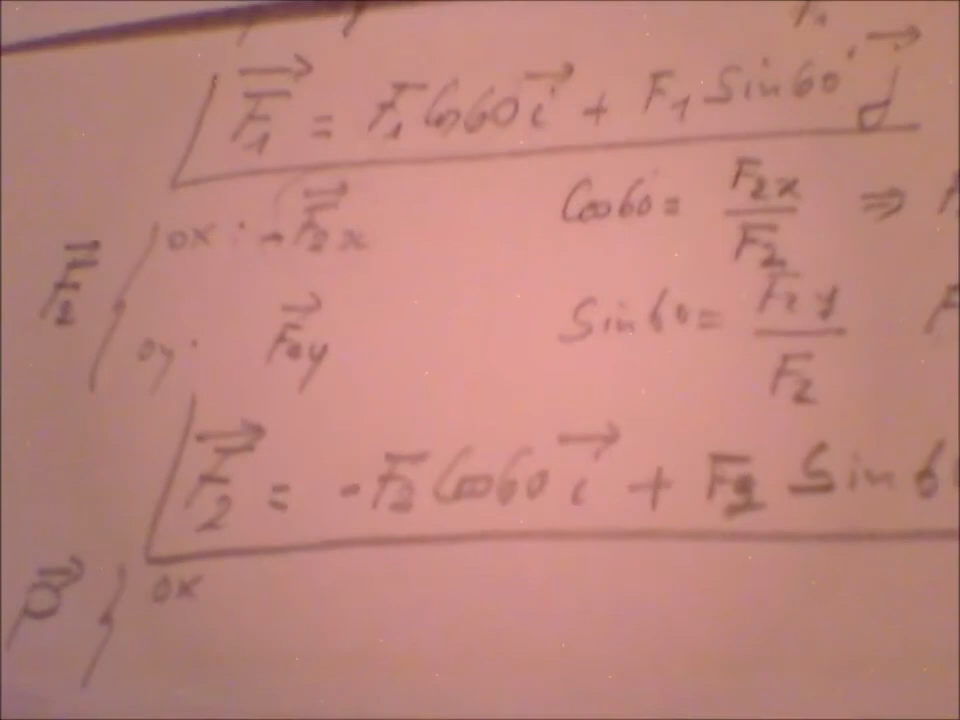 F₁→ = F₁ Cos60 i→ + F₁ Sin60° j→
F₂→ { ox : -F₂x→ Cos60 = F₂x / F₂ ⇒
oy : F₂y→ Sin60 = F₂y / F₂ F
F₂→ = -F₂ Cos60 i→ + F₂ Sin 6
P→ { ox